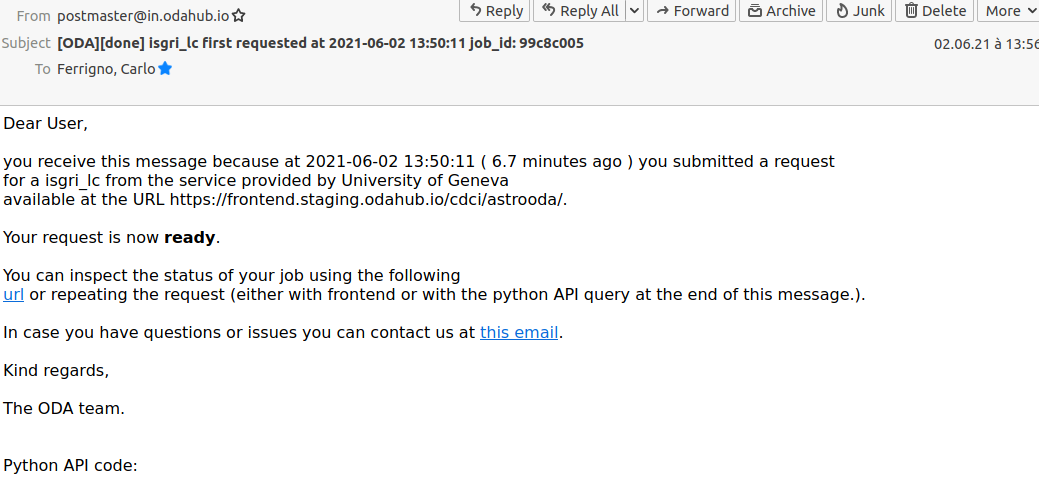 From postmaster@in.odahub.io Reply Reply All Forward Archive Junk Delete More
Subject [ODA][done] isgri_lc first requested at 2021-06-02 13:50:11 job_id: 99c8c005 02.06.21 à 13:56
To Ferrigno, Carlo
Dear User,
you receive this message because at 2021-06-02 13:50:11 ( 6.7 minutes ago ) you submitted a request
for a isgri_lc from the service provided by University of Geneva
available at the URL https://frontend.staging.odahub.io/cdci/astrooda/.
Your request is now ready.
You can inspect the status of your job using the following
url or repeating the request (either with frontend or with the python API query at the end of this message.).
In case you have questions or issues you can contact us at this email.
Kind regards,
The ODA team.
Python API code: